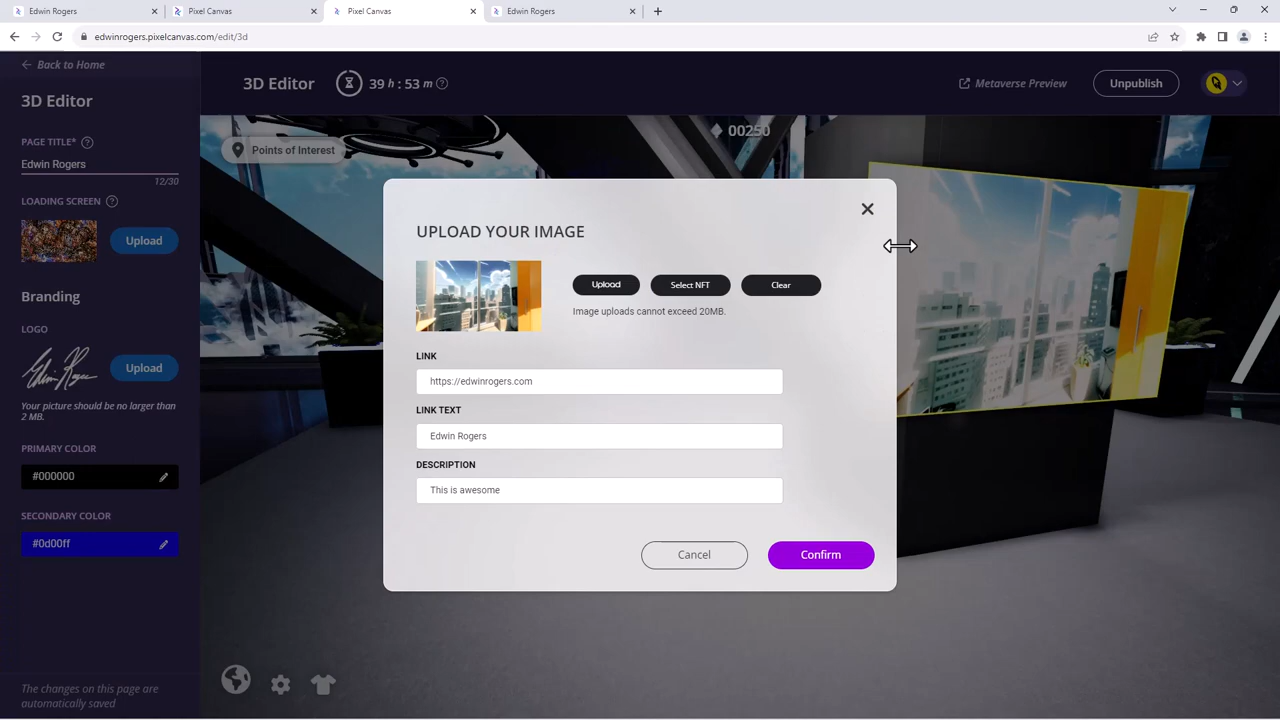 Edwin Rogers
Pixel Canvas
Pixel Canvas
Edwin Rogers
edwinrogers.pixelcanvas.com/edit/3d
Back to Home
3D Editor
39 h : 53 m
Metaverse Preview
Unpublish
3D Editor
PAGE TITLE*
Edwin Rogers
12/30
LOADING SCREEN
Upload
Branding
LOGO
Edwin Rogers
Upload
Your picture should be no larger than
2 MB.
PRIMARY COLOR
#000000
SECONDARY COLOR
#0d00ff
The changes on this page are
automatically saved
Points of Interest
00250
UPLOAD YOUR IMAGE
Upload
Select NFT
Clear
Image uploads cannot exceed 20MB.
LINK
https://edwinrogers.com
LINK TEXT
Edwin Rogers
DESCRIPTION
This is awesome
Cancel
Confirm